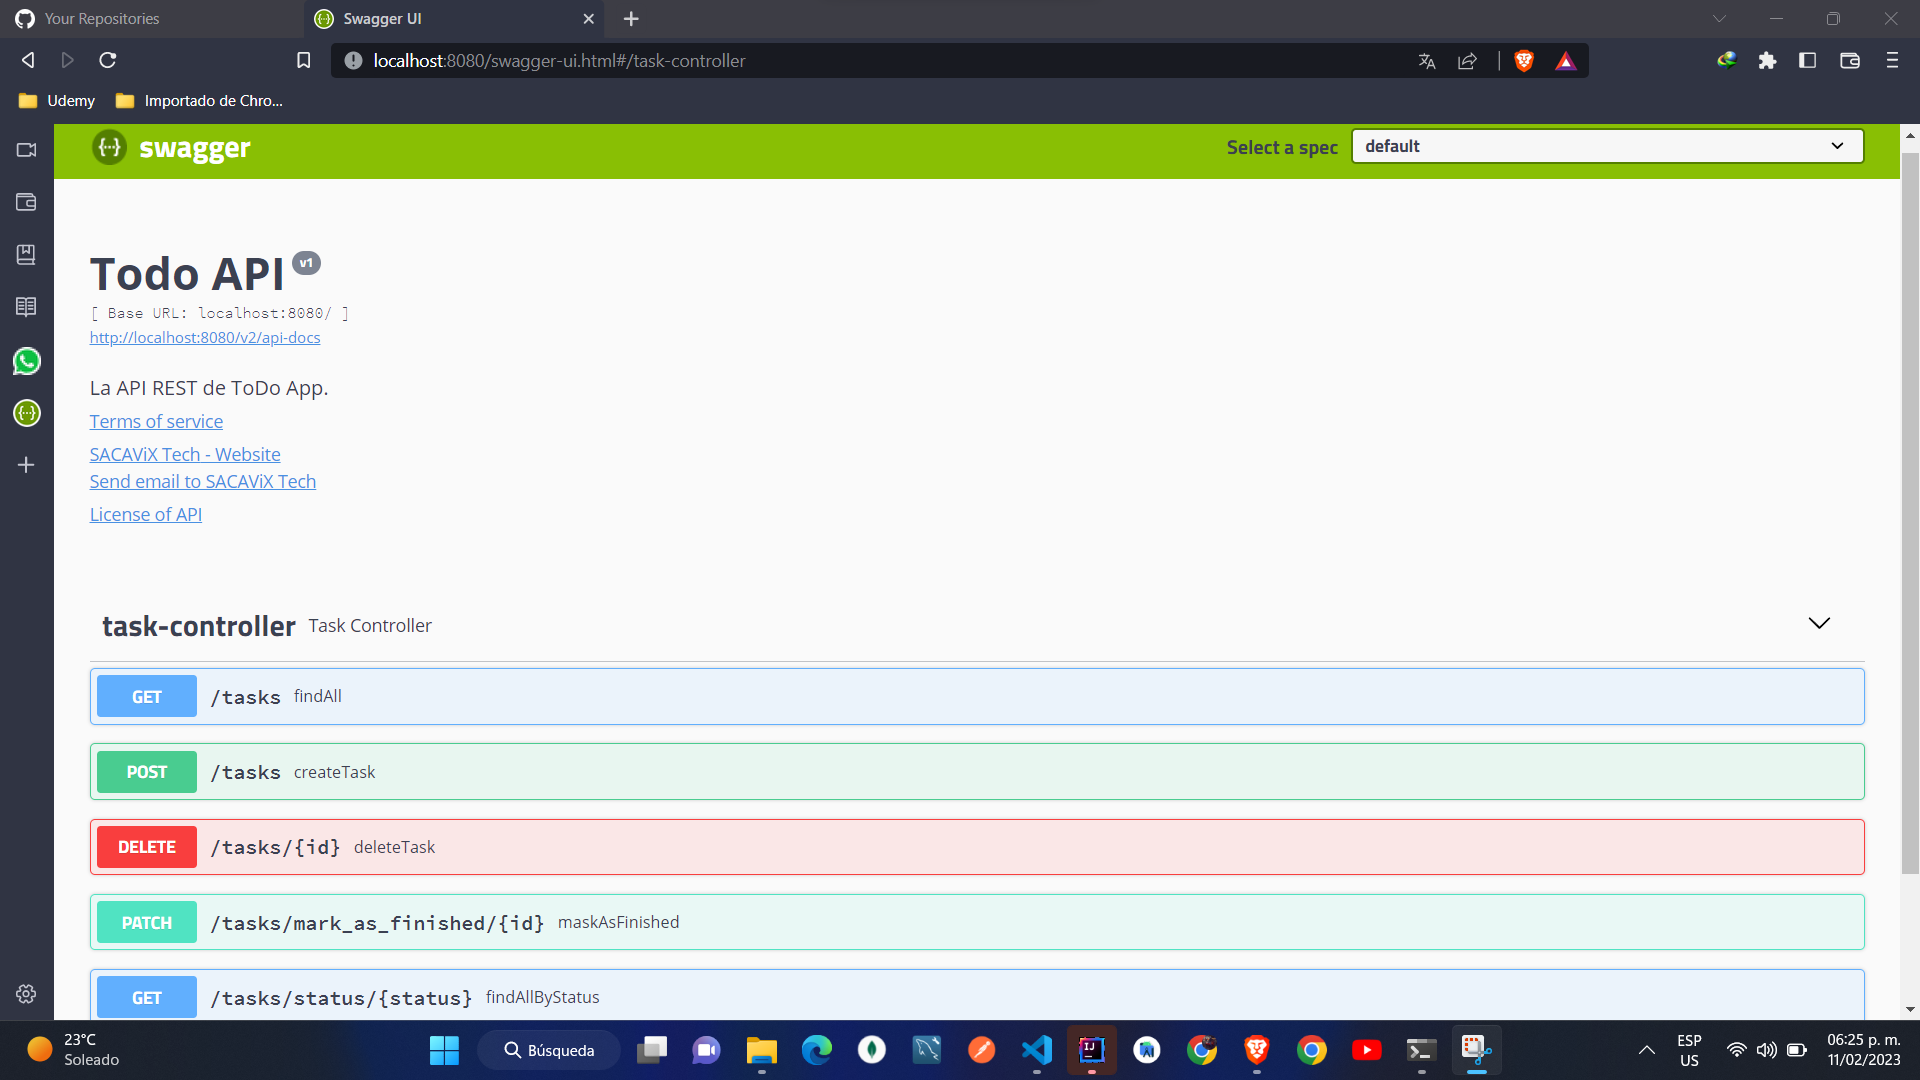 Your Repositories
Swagger UI
localhost:8080/swagger-ui.html#/task-controller
Udemy
Importado de Chro...
swagger
Select a spec
default
Todo API v1
[ Base URL: localhost:8080/ ]
http://localhost:8080/v2/api-docs
La API REST de ToDo App.
Terms of service
SACAViX Tech - Website
Send email to SACAViX Tech
License of API
task-controller Task Controller
GET /tasks findAll
POST /tasks createTask
DELETE /tasks/{id} deleteTask
PATCH /tasks/mark_as_finished/{id} maskAsFinished
GET /tasks/status/{status} findAllByStatus
23°C
Soleado
Búsqueda
IJ
ESP
US
06:25 p. m.
11/02/2023